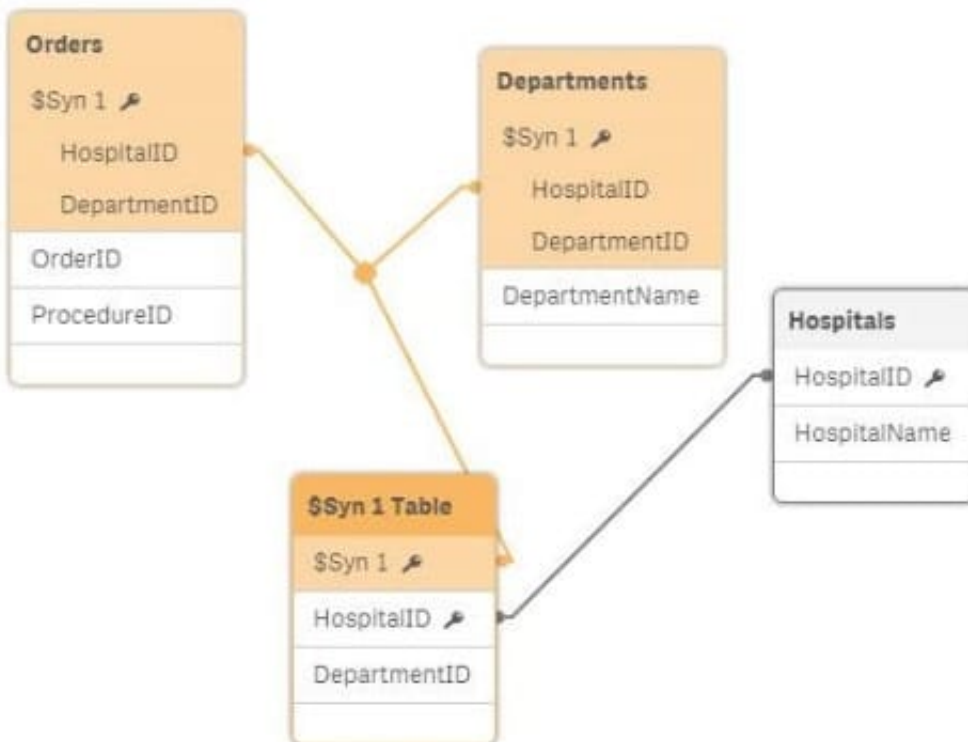 Orders
$Syn 1
HospitalID
DepartmentID
OrderID
ProcedureID
Departments
$Syn 1
HospitalID
DepartmentID
DepartmentName
Hospitals
HospitalID
HospitalName
$Syn 1 Table
$Syn 1
HospitalID
DepartmentID